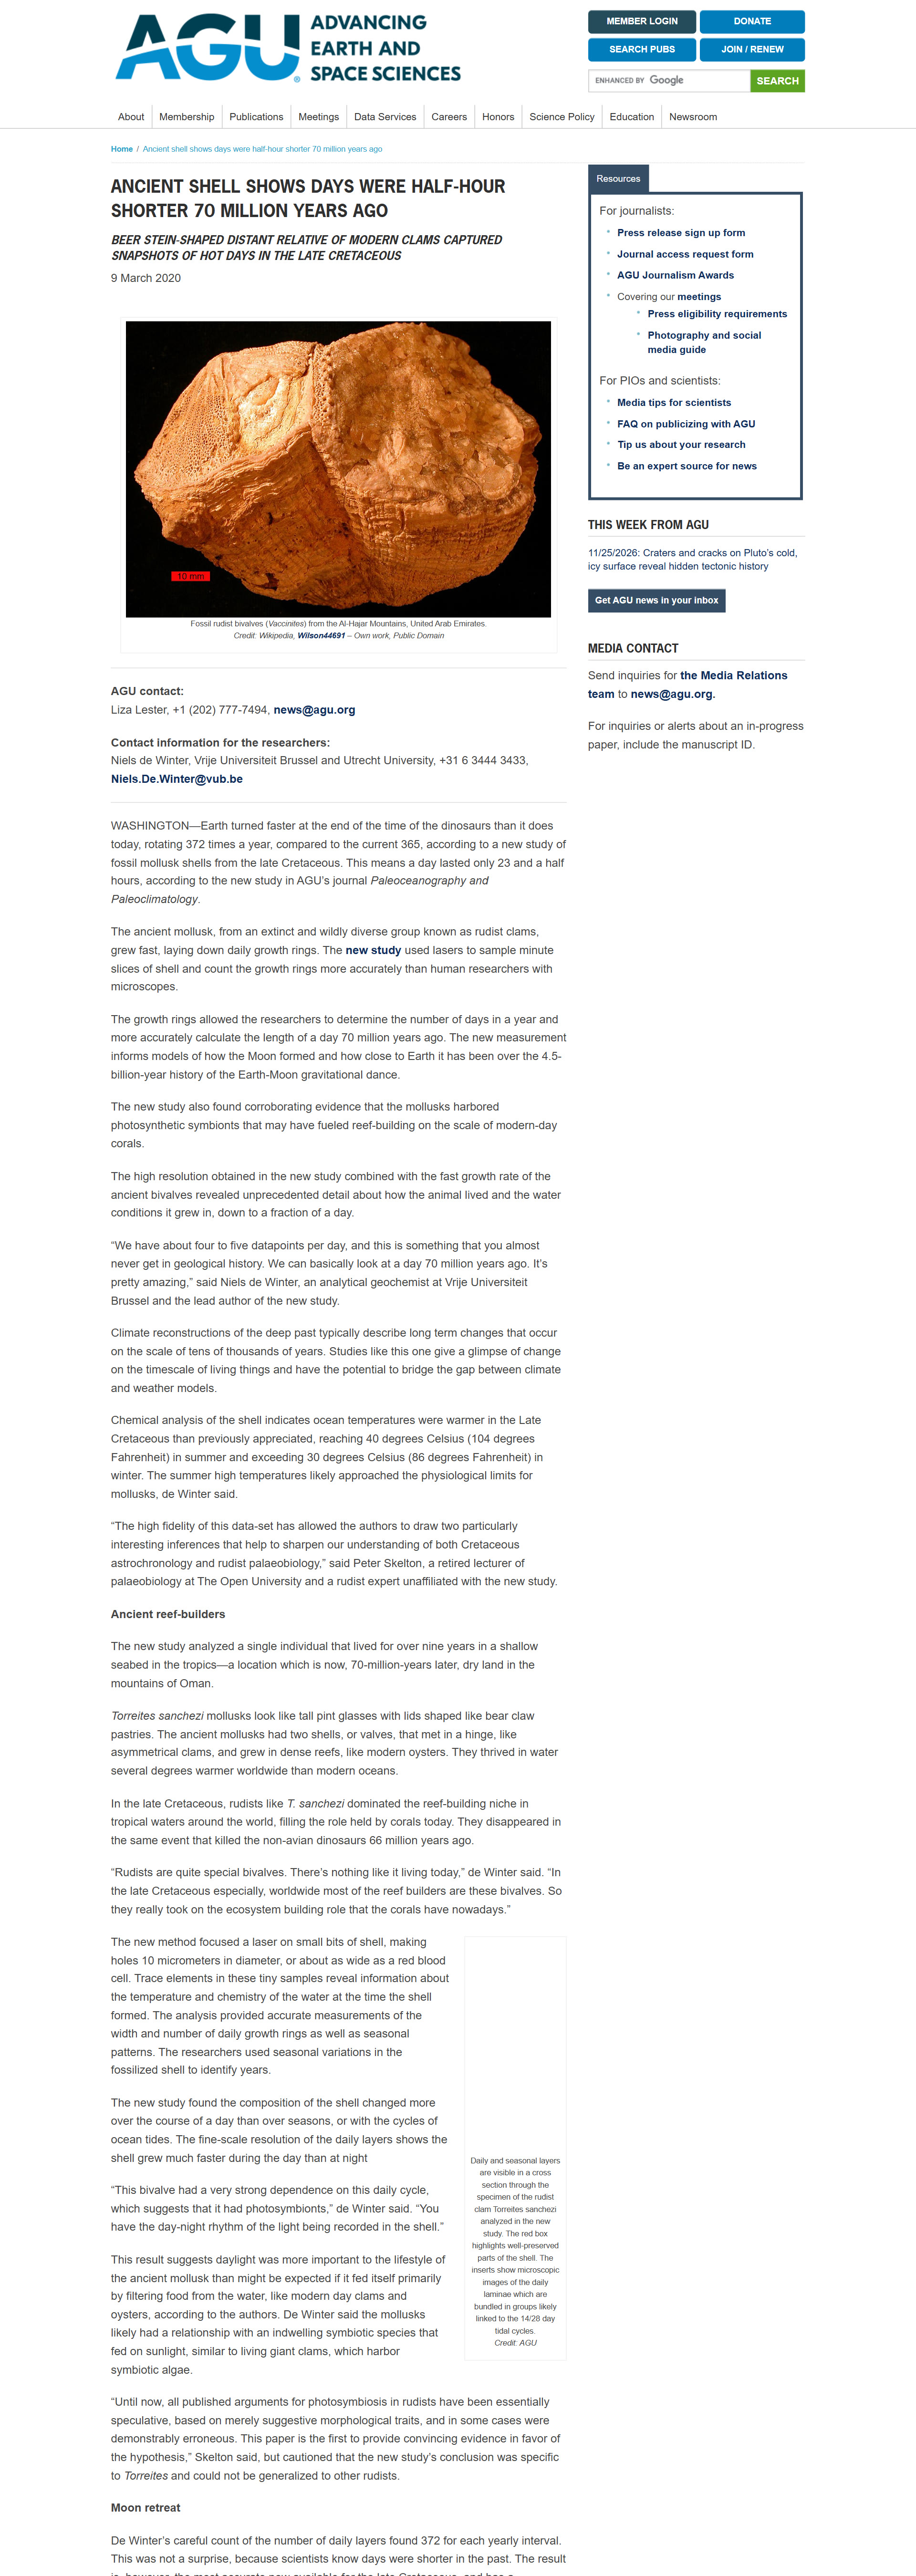 AGU
ADVANCING
EARTH AND
SPACE SCIENCES
MEMBER LOGIN
DONATE
SEARCH PUBS
JOIN / RENEW
ENHANCED BY Google
SEARCH
About
Membership
Publications
Meetings
Data Services
Careers
Honors
Science Policy
Education
Newsroom
Home / Ancient shell shows days were half-hour shorter 70 million years ago
ANCIENT SHELL SHOWS DAYS WERE HALF-HOUR
SHORTER 70 MILLION YEARS AGO
BEER STEIN-SHAPED DISTANT RELATIVE OF MODERN CLAMS CAPTURED
SNAPSHOTS OF HOT DAYS IN THE LATE CRETACEOUS
9 March 2020
10 mm
Fossil rudist bivalves (Vaccinites) from the Al-Hajar Mountains, United Arab Emirates.
Credit: Wikipedia, Wilson44691 – Own work, Public Domain
AGU contact:
Liza Lester, +1 (202) 777-7494, news@agu.org
Contact information for the researchers:
Niels de Winter, Vrije Universiteit Brussel and Utrecht University, +31 6 3444 3433,
Niels.De.Winter@vub.be
WASHINGTON—Earth turned faster at the end of the time of the dinosaurs than it does
today, rotating 372 times a year, compared to the current 365, according to a new study of
fossil mollusk shells from the late Cretaceous. This means a day lasted only 23 and a half
hours, according to the new study in AGU's journal Paleoceanography and
Paleoclimatology.
The ancient mollusk, from an extinct and wildly diverse group known as rudist clams,
grew fast, laying down daily growth rings. The new study used lasers to sample minute
slices of shell and count the growth rings more accurately than human researchers with
microscopes.
The growth rings allowed the researchers to determine the number of days in a year and
more accurately calculate the length of a day 70 million years ago. The new measurement
informs models of how the Moon formed and how close to Earth it has been over the 4.5-
billion-year history of the Earth-Moon gravitational dance.
The new study also found corroborating evidence that the mollusks harbored
photosynthetic symbionts that may have fueled reef-building on the scale of modern-day
corals.
The high resolution obtained in the new study combined with the fast growth rate of the
ancient bivalves revealed unprecedented detail about how the animal lived and the water
conditions it grew in, down to a fraction of a day.
“We have about four to five datapoints per day, and this is something that you almost
never get in geological history. We can basically look at a day 70 million years ago. It’s
pretty amazing,” said Niels de Winter, an analytical geochemist at Vrije Universiteit
Brussel and the lead author of the new study.
Climate reconstructions of the deep past typically describe long term changes that occur
on the scale of tens of thousands of years. Studies like this one give a glimpse of change
on the timescale of living things and have the potential to bridge the gap between climate
and weather models.
Chemical analysis of the shell indicates ocean temperatures were warmer in the Late
Cretaceous than previously appreciated, reaching 40 degrees Celsius (104 degrees
Fahrenheit) in summer and exceeding 30 degrees Celsius (86 degrees Fahrenheit) in
winter. The summer high temperatures likely approached the physiological limits for
mollusks, de Winter said.
“The high fidelity of this data-set has allowed the authors to draw two particularly
interesting inferences that help to sharpen our understanding of both Cretaceous
astrochronology and rudist palaeobiology,” said Peter Skelton, a retired lecturer of
palaeobiology at The Open University and a rudist expert unaffiliated with the new study.
Ancient reef-builders
The new study analyzed a single individual that lived for over nine years in a shallow
seabed in the tropics—a location which is now, 70-million-years later, dry land in the
mountains of Oman.
Torreites sanchezi mollusks look like tall pint glasses with lids shaped like bear claw
pastries. The ancient mollusks had two shells, or valves, that met in a hinge, like
asymmetrical clams, and grew in dense reefs, like modern oysters. They thrived in water
several degrees warmer worldwide than modern oceans.
In the late Cretaceous, rudists like T. sanchezi dominated the reef-building niche in
tropical waters around the world, filling the role held by corals today. They disappeared in
the same event that killed the non-avian dinosaurs 66 million years ago.
“Rudists are quite special bivalves. There’s nothing like it living today,” de Winter said. “In
the late Cretaceous especially, worldwide most of the reef builders are these bivalves. So
they really took on the ecosystem building role that the corals have nowadays.”
The new method focused a laser on small bits of shell, making
holes 10 micrometers in diameter, or about as wide as a red blood
cell. Trace elements in these tiny samples reveal information about
the temperature and chemistry of the water at the time the shell
formed. The analysis provided accurate measurements of the
width and number of daily growth rings as well as seasonal
patterns. The researchers used seasonal variations in the
fossilized shell to identify years.
The new study found the composition of the shell changed more
over the course of a day than over seasons, or with the cycles of
ocean tides. The fine-scale resolution of the daily layers shows the
shell grew much faster during the day than at night
“This bivalve had a very strong dependence on this daily cycle,
which suggests that it had photosymbionts,” de Winter said. “You
have the day-night rhythm of the light being recorded in the shell.”
This result suggests daylight was more important to the lifestyle of
the ancient mollusk than might be expected if it fed itself primarily
by filtering food from the water, like modern day clams and
oysters, according to the authors. De Winter said the mollusks
likely had a relationship with an indwelling symbiotic species that
fed on sunlight, similar to living giant clams, which harbor
symbiotic algae.
Daily and seasonal layers
are visible in a cross
section through the
specimen of the rudist
clam Torreites sanchezi
analyzed in the new
study. The red box
highlights well-preserved
parts of the shell. The
inserts show microscopic
images of the daily
laminae which are
bundled in groups likely
linked to the 14/28 day
tidal cycles.
Credit: AGU
“Until now, all published arguments for photosymbiosis in rudists have been essentially
speculative, based on merely suggestive morphological traits, and in some cases were
demonstrably erroneous. This paper is the first to provide convincing evidence in favor of
the hypothesis,” Skelton said, but cautioned that the new study’s conclusion was specific
to Torreites and could not be generalized to other rudists.
Moon retreat
De Winter’s careful count of the number of daily layers found 372 for each yearly interval.
This was not a surprise, because scientists know days were shorter in the past. The result
Resources
For journalists:
Press release sign up form
Journal access request form
AGU Journalism Awards
Covering our meetings
Press eligibility requirements
Photography and social
media guide
For PIOs and scientists:
Media tips for scientists
FAQ on publicizing with AGU
Tip us about your research
Be an expert source for news
THIS WEEK FROM AGU
11/25/2026: Craters and cracks on Pluto’s cold,
icy surface reveal hidden tectonic history
Get AGU news in your inbox
MEDIA CONTACT
Send inquiries for the Media Relations
team to news@agu.org.
For inquiries or alerts about an in-progress
paper, include the manuscript ID.